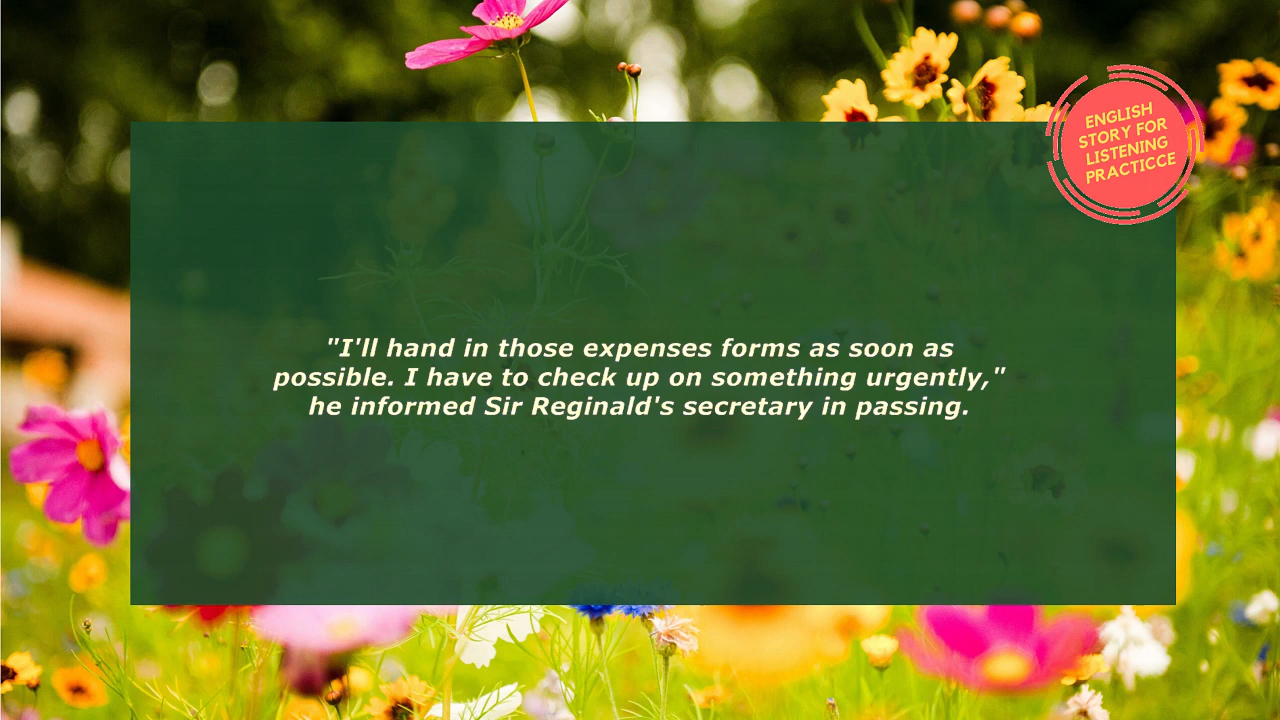 ENGLISH
STORY FOR
LISTENING
PRACTICCE
"I'll hand in those expenses forms as soon as
possible. I have to check up on something urgently,"
he informed Sir Reginald's secretary in passing.